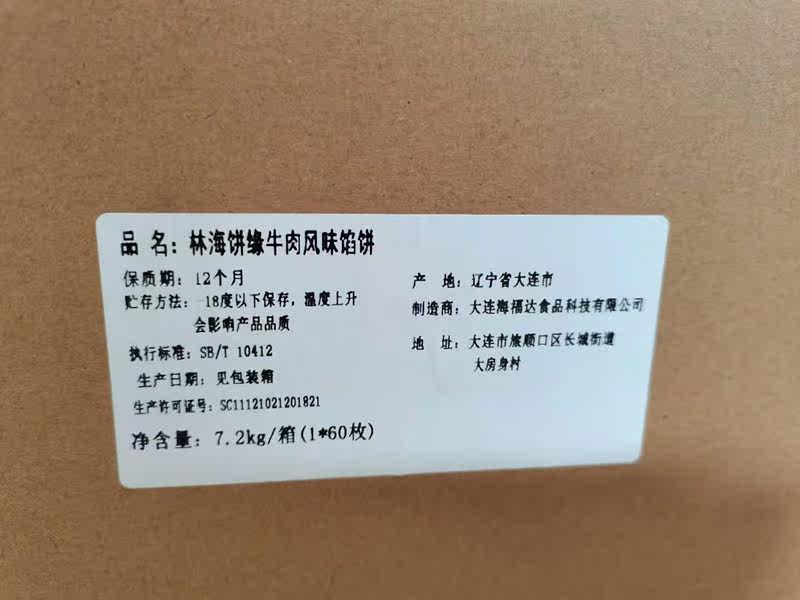 品 名：林海饼缘牛肉风味馅饼
保质期：12个月
贮存方法：-18度以下保存，温度上升
会影响产品品质
执行标准：SB/T 10412
生产日期：见包装箱
生产许可证号：SC11121021201821
净含量：7.2kg/箱(1*60枚)
产 地：辽宁省大连市
制造商：大连海福达食品科技有限公司
地 址：大连市旅顺口区长城街道
大房身村